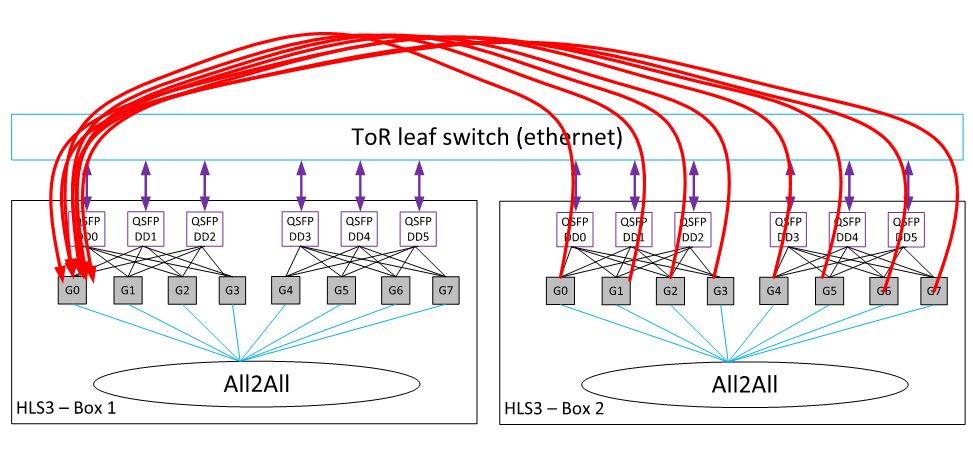 ToR leaf switch (ethernet)
QSFP QSFP QSFP QSFP QSFP QSFP
DD0 DD1 DD2 DD3 DD4 DD5
QSFP QSFP QSFP QSFP QSFP QSFP
DD0 DD1 DD2 DD3 DD4 DD5
G0 G1 G2 G3 G4 G5 G6 G7
G0 G1 G2 G3 G4 G5 G6 G7
All2All
All2All
HLS3 – Box 1
HLS3 – Box 2